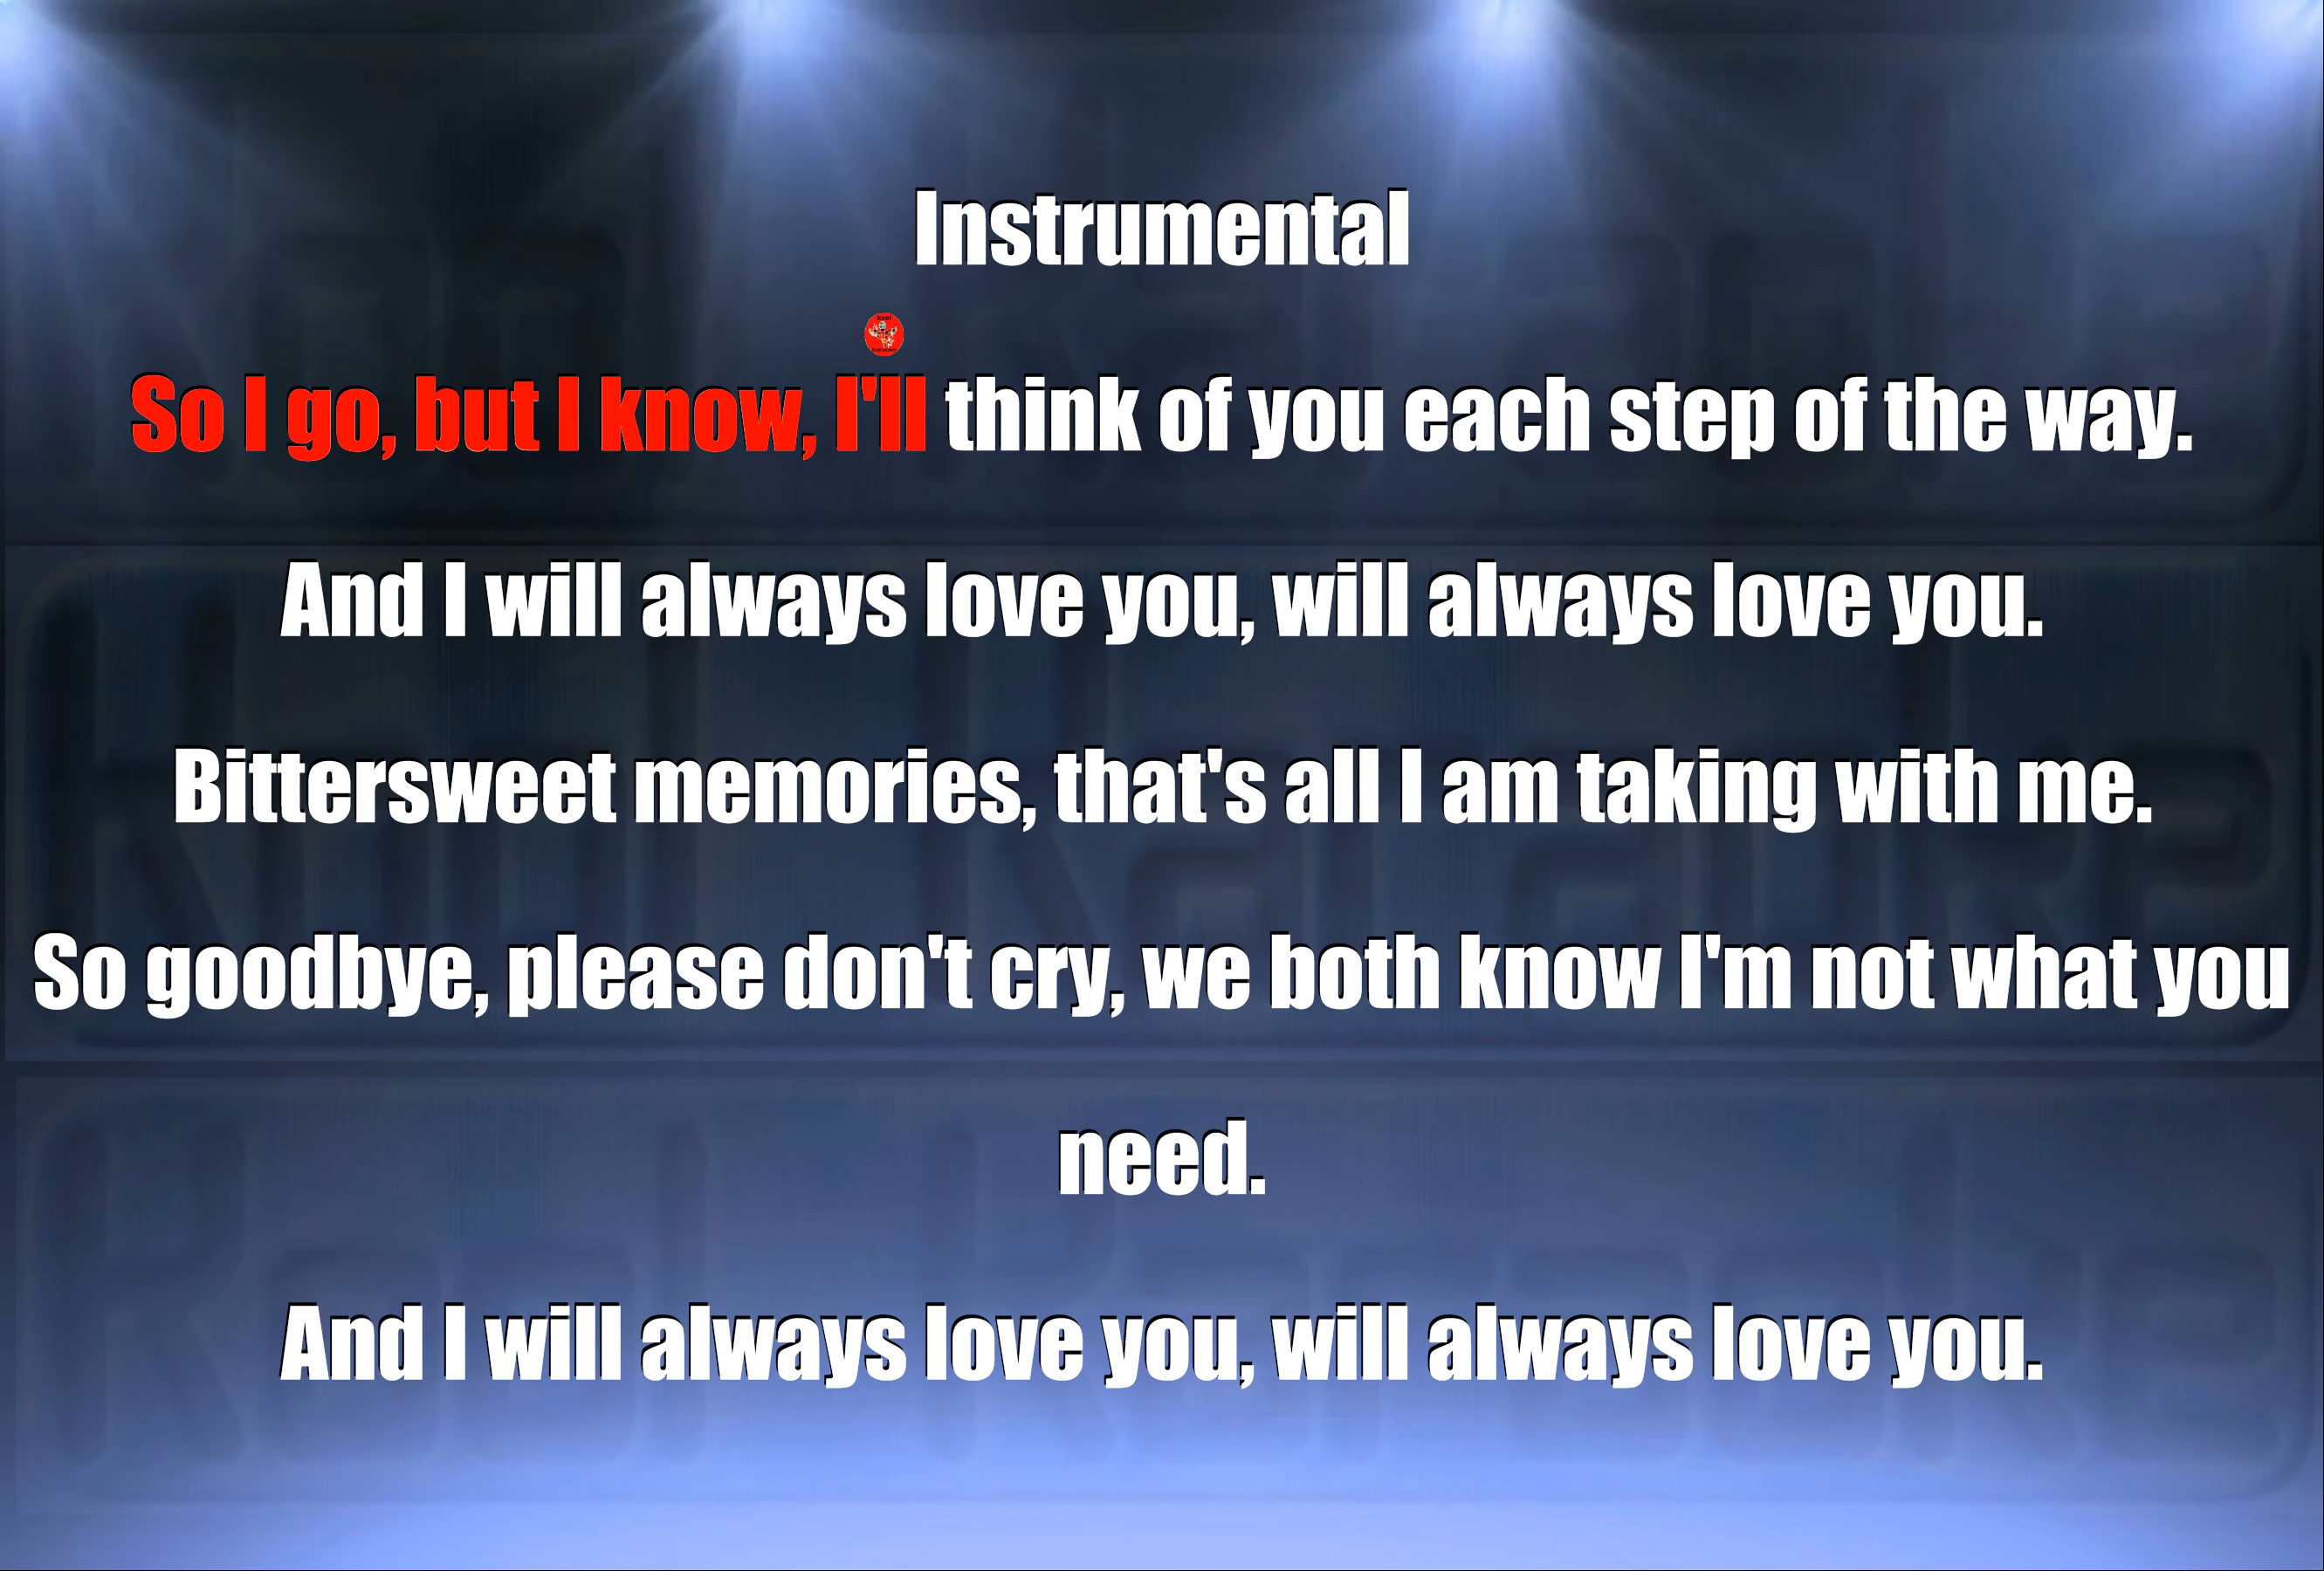 Instrumental
So I go, but I know, I'll think of you each step of the way.
And I will always love you, will always love you.
Bittersweet memories, that's all I am taking with me.
So goodbye, please don't cry, we both know I'm not what you
need.
And I will always love you, will always love you.